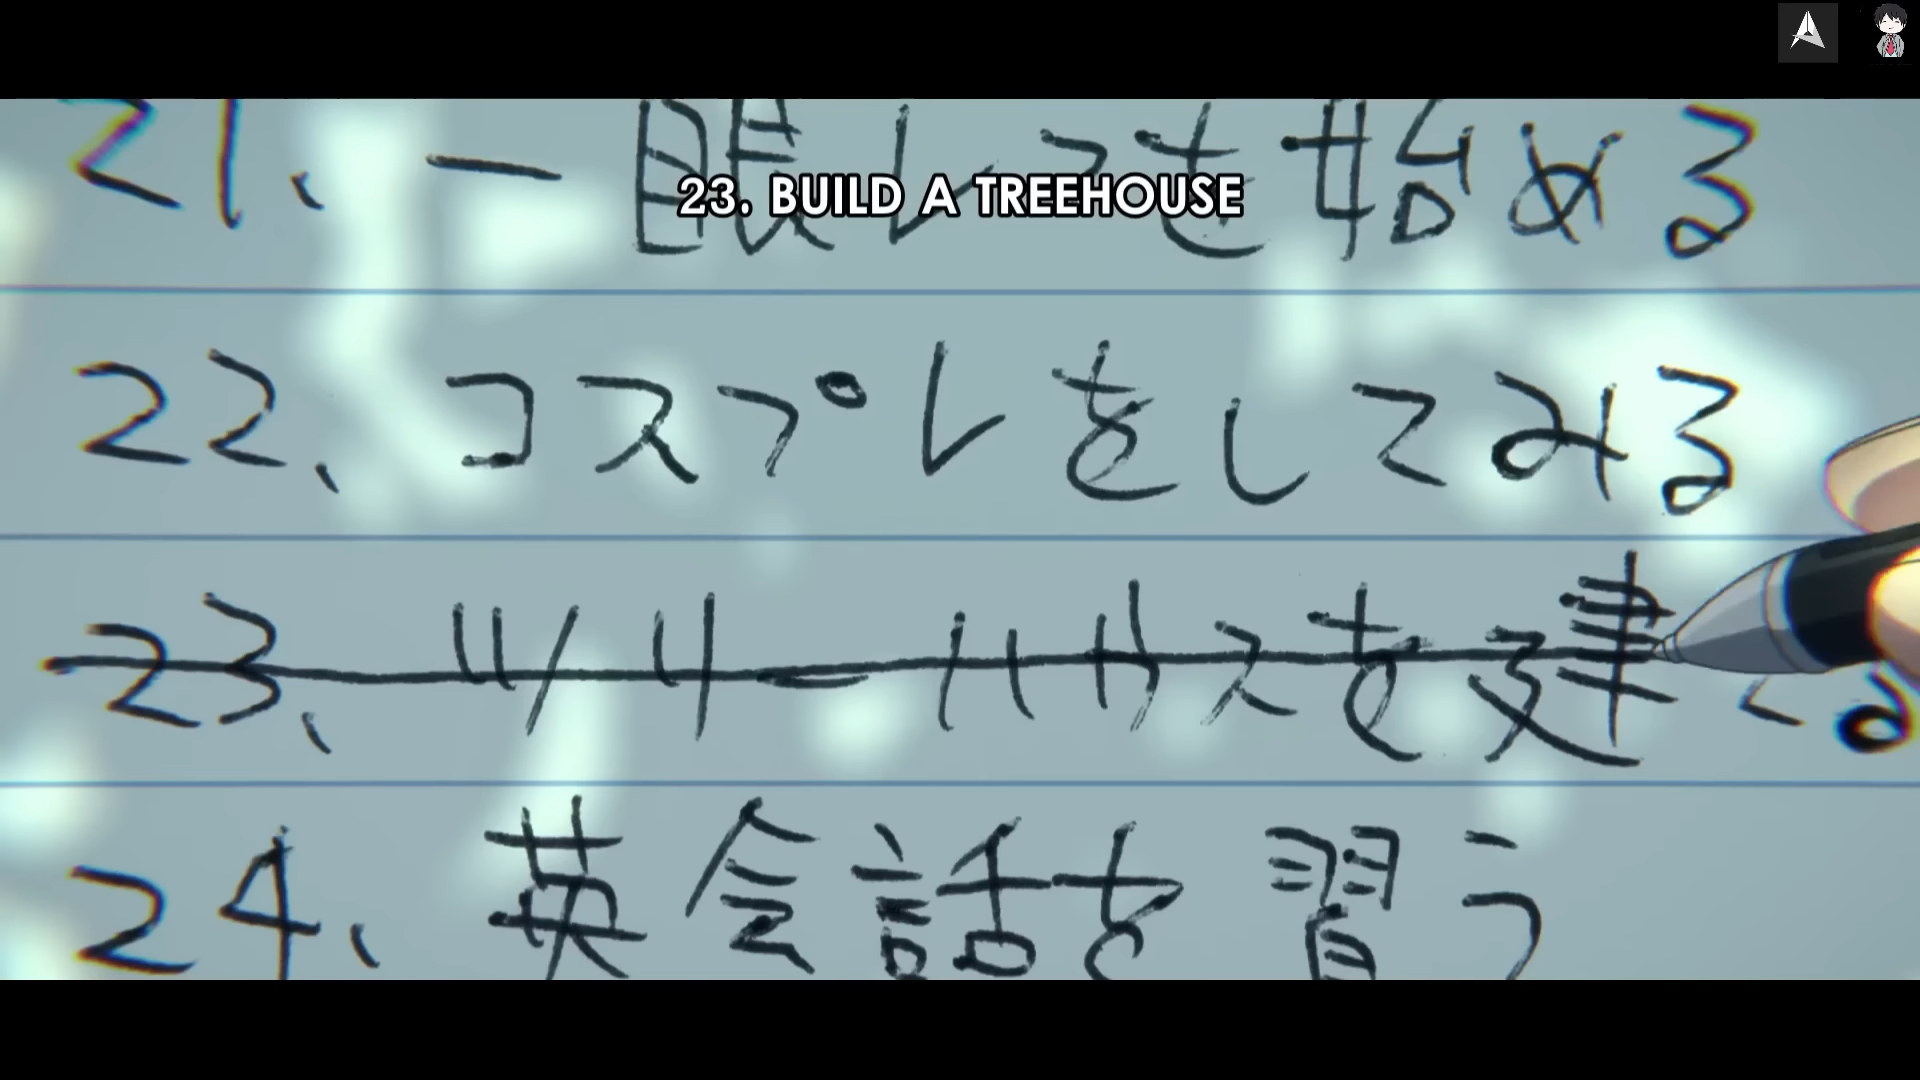 21、一眼レフを始める
23. BUILD A TREEHOUSE
22、コスプレをしてみる
23、ツリーハウスを建てる
24、英会話を習う